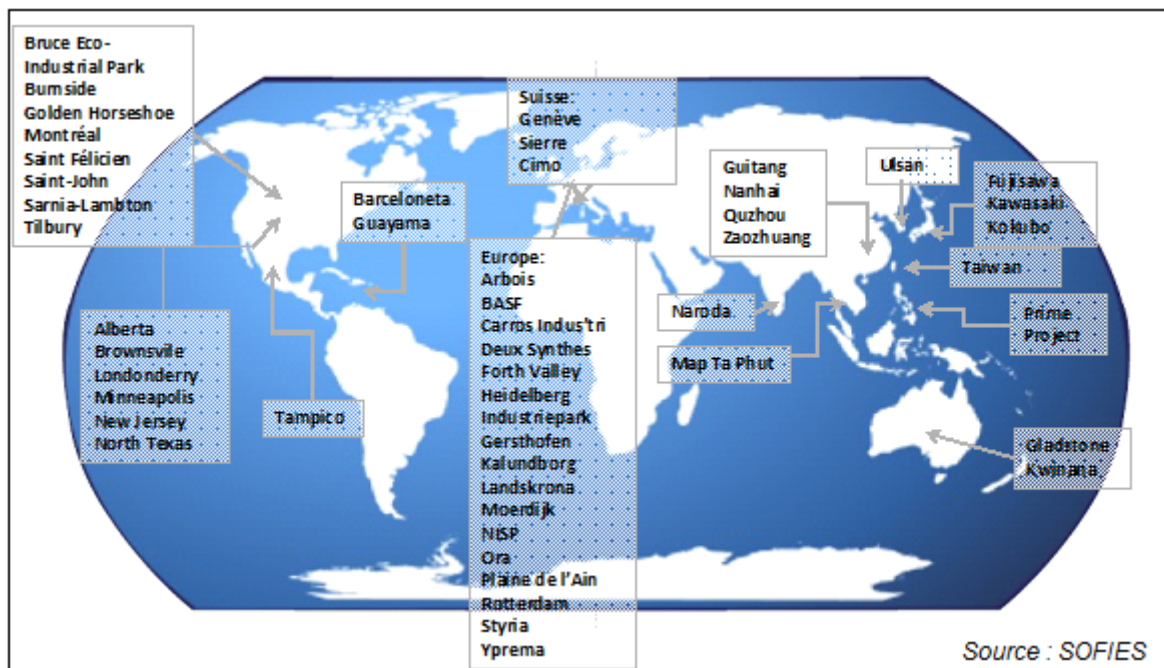 Bruce Eco-
Industrial Park
Burnside
Golden Horseshoe
Montréal
Saint Félicien
Saint-John
Sarnia-Lambton
Tilbury
Suisse:
Genève
Sierre
Cimo
Barceloneta
Guayama
Guitang
Nanhai
Quzhou
Zaozhuang
Ulsan
Fujisawa
Kawasaki
Kokubo
Taiwan
Naroda
Prime
Project
Map Ta Phut
Alberta
Brownsvile
Londonderry
Minneapolis
New Jersey
North Texas
Tampico
Europe:
Arbois
BASF
Carros Indus'tri
Deux Synthes
Forth Valley
Heidelberg
Industriepark
Gersthofen
Kalundborg
Landskrona
Moerdijk
NISP
Ora
Plaine de l'Ain
Rotterdam
Styria
Yprema
Gladstone
Kwinana
Source : SOFIES